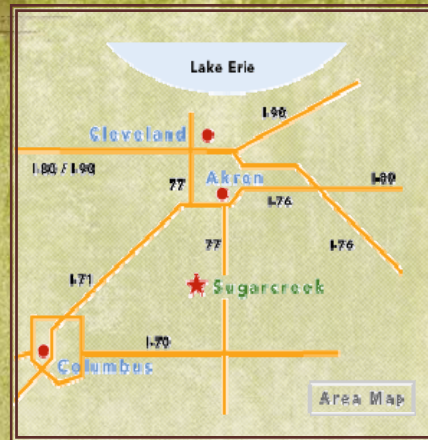 Lake Erie
I-90
Cleveland
I-80 / I-90
77
Akron
I-80
I-76
77
I-76
I-71
Sugarcreek
I-70
Columbus
Area Map